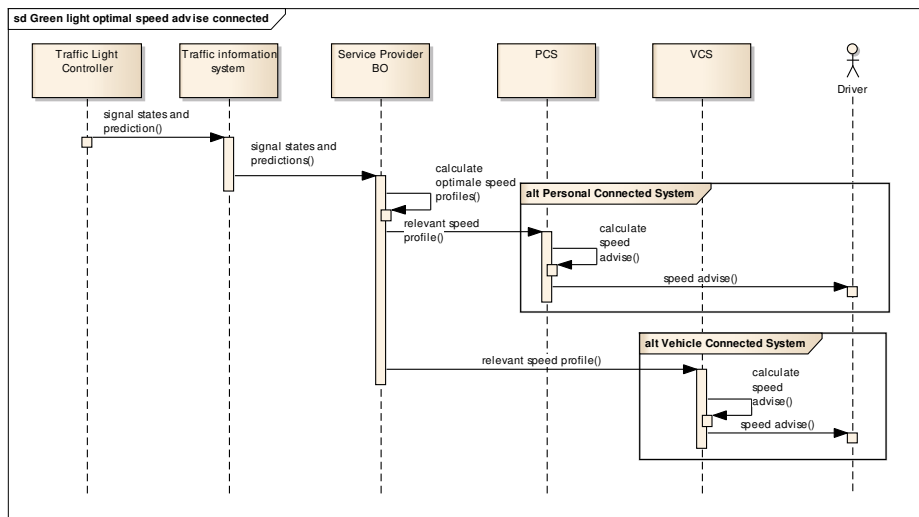 sd Green light optimal speed advise connected
Traffic Light
Controller
Traffic information
system
Service Provider
BO
PCS
VCS
Driver
signal states and
prediction()
signal states and
predictions()
calculate
optimale speed
profiles()
alt Personal Connected System
relevant speed
profile()
calculate
speed
advise()
speed advise()
alt Vehicle Connected System
relevant speed profile()
calculate
speed
advise()
speed advise()